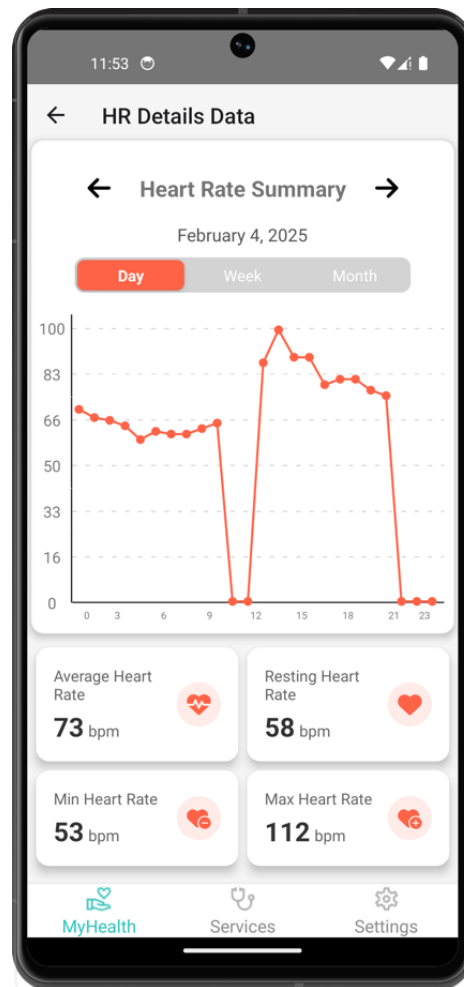 11:53
HR Details Data
Heart Rate Summary
February 4, 2025
Day Week Month
100
83
66
50
33
16
0
0 3 6 9 12 15 18 21 23
Average Heart
Rate
73 bpm
Resting Heart
Rate
58 bpm
Min Heart Rate
53 bpm
Max Heart Rate
112 bpm
MyHealth Services Settings